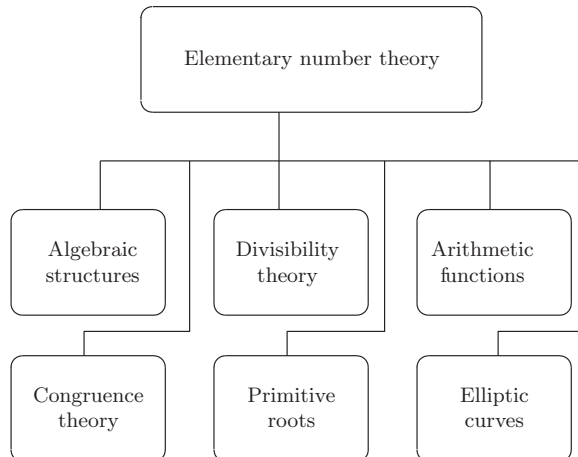 Elementary number theory
Algebraic
structures
Divisibility
theory
Arithmetic
functions
Congruence
theory
Primitive
roots
Elliptic
curves